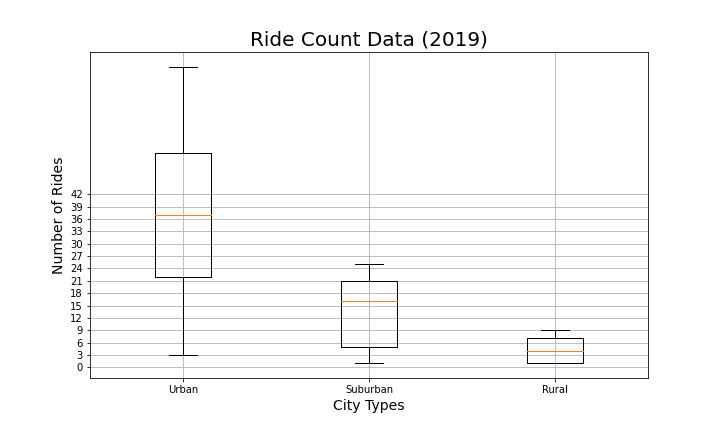 Ride Count Data (2019)
Number of Rides
42
39
36
33
30
27
24
21
18
15
12
9
6
3
0
Urban
Suburban
Rural
City Types